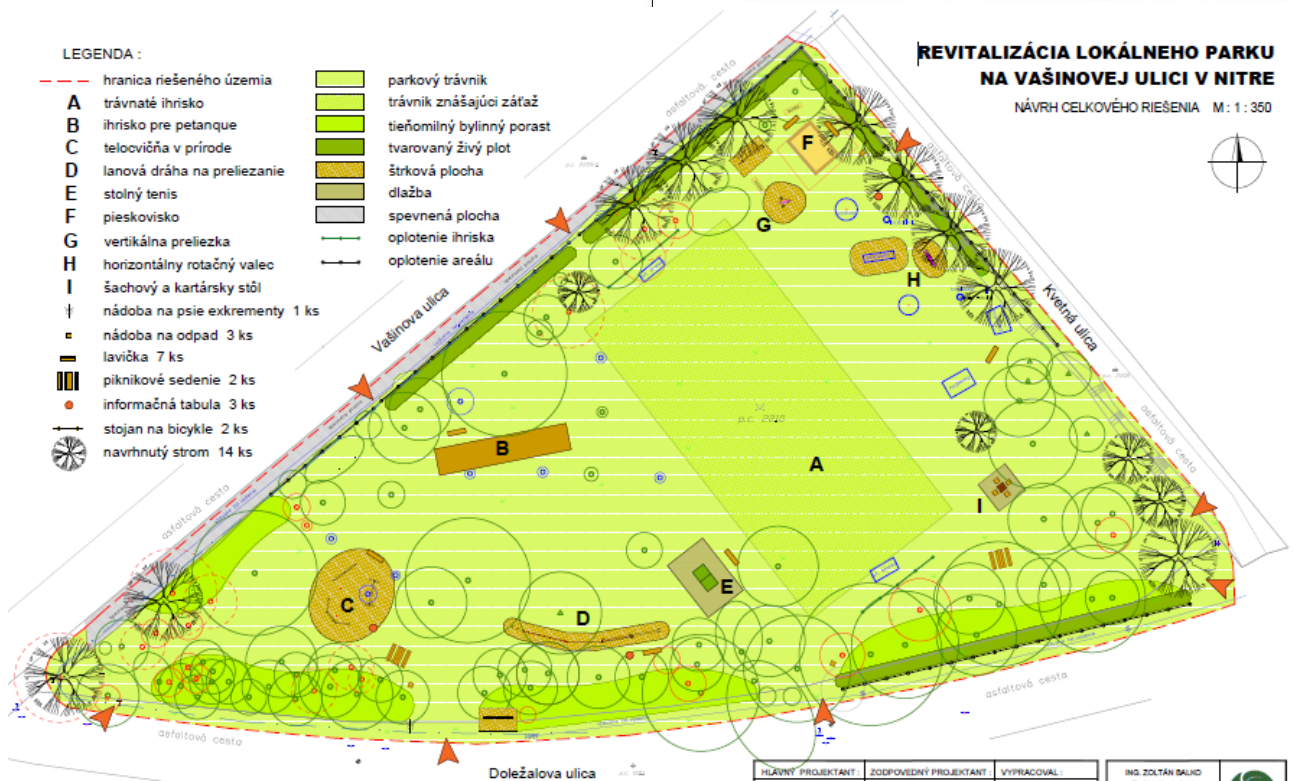 REVITALIZÁCIA LOKÁLNEHO PARKU
NA VAŠINOVEJ ULICI V NITRE
NÁVRH CELKOVÉHO RIEŠENIA M : 1 : 350
LEGENDA :
hranica riešeného územia
A trávnaté ihrisko
B ihrisko pre petanque
C telocvičňa v prírode
D lanová dráha na preliezanie
E stolný tenis
F pieskovisko
G vertikálna preliezka
H horizontálny rotačný valec
I šachový a kartársky stôl
nádoba na psie exkrementy 1 ks
nádoba na odpad 3 ks
lavička 7 ks
piknikové sedenie 2 ks
informačná tabula 3 ks
stojan na bicykle 2 ks
navrhnutý strom 14 ks
parkový trávnik
trávnik znášajúci záťaž
tieňomilný bylinný porast
tvarovaný živý plot
štrková plocha
dlažba
spevnená plocha
oplotenie ihriska
oplotenie areálu
asfaltová cesta
F
G
H
Vašinova ulica
Kvetná ulica
B
A
I
asfaltová cesta
asfaltová cesta
asfaltová cesta
C
D
E
asfaltová cesta
asfaltová cesta
Doležalova ulica
HLAVNÝ PROJEKTANT : ZODPOVEDNÝ PROJEKTANT : VYPRACOVAL :
ING. ZOLTÁN BALKO